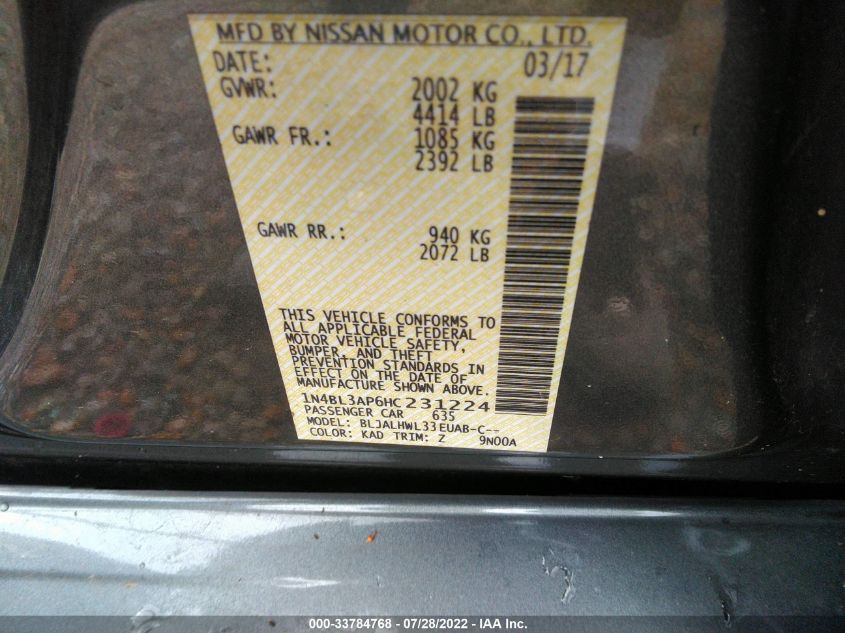 MFD BY NISSAN MOTOR CO., LTD.
DATE: 03/17
GVWR: 2002 KG
4414 LB
GAWR FR.: 1085 KG
2392 LB
GAWR RR.: 940 KG
2072 LB
THIS VEHICLE CONFORMS TO
ALL APPLICABLE FEDERAL
MOTOR VEHICLE SAFETY,
BUMPER, AND THEFT
PREVENTION STANDARDS IN
EFFECT ON THE DATE OF
MANUFACTURE SHOWN ABOVE.
1N4BL3AP6HC231224
PASSENGER CAR 635
MODEL: BLJALHWL33EUAB-C--
COLOR: KAD TRIM: Z 9N00A
000-33784768 / 07/28/2022 - IAA Inc.